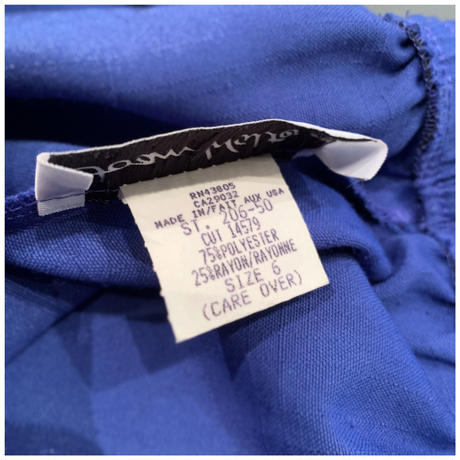 RN43805
CA29032
MADE IN/FAIT AUX USA
ST. 206-50
CUT 14579
75%POLYESTER
25%RAYON/RAYONNE
SIZE 6
(CARE OVER)